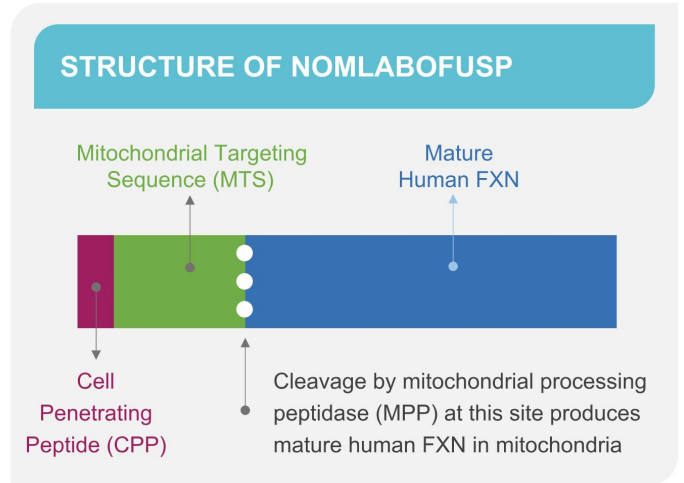 STRUCTURE OF NOMLABOFUSP
Mitochondrial Targeting
Sequence (MTS)
Mature
Human FXN
Cell
Penetrating
Peptide (CPP)
Cleavage by mitochondrial processing
peptidase (MPP) at this site produces
mature human FXN in mitochondria